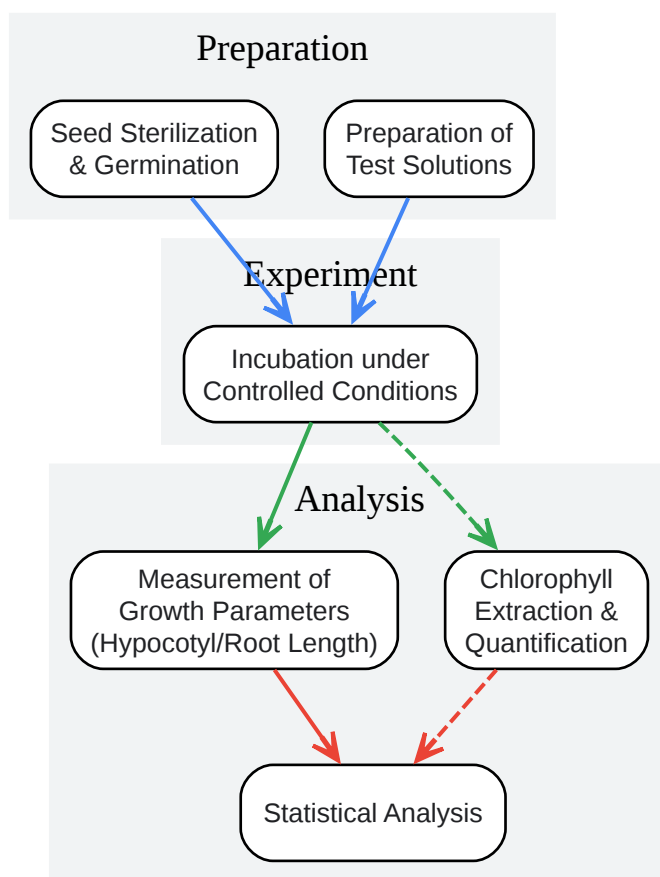 Preparation
Seed Sterilization
& Germination
Preparation of
Test Solutions
Experiment
Incubation under
Controlled Conditions
Analysis
Measurement of
Growth Parameters
(Hypocotyl/Root Length)
Chlorophyll
Extraction &
Quantification
Statistical Analysis